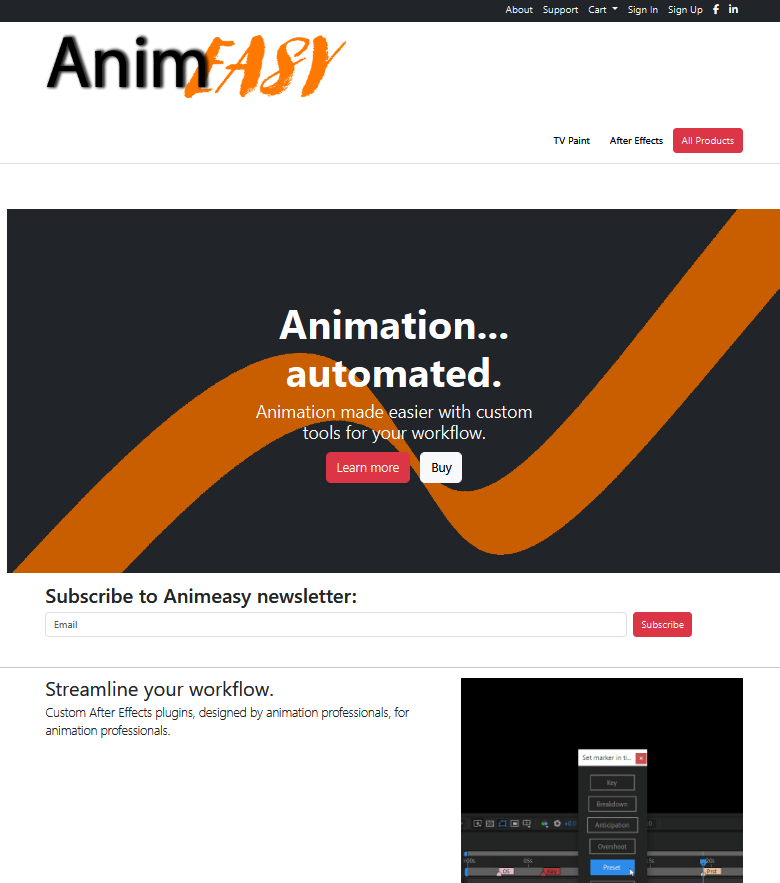 About Support Cart Sign In Sign Up
AnimEASY
TV Paint After Effects All Products
Animation...
automated.
Animation made easier with custom
tools for your workflow.
Learn more Buy
Subscribe to Animeasy newsletter:
Email Subscribe
Streamline your workflow.
Custom After Effects plugins, designed by animation professionals, for
animation professionals.
Set marker in ti...
Key
Breakdown
Anticipation
Overshoot
Preset
05s
Key
20s